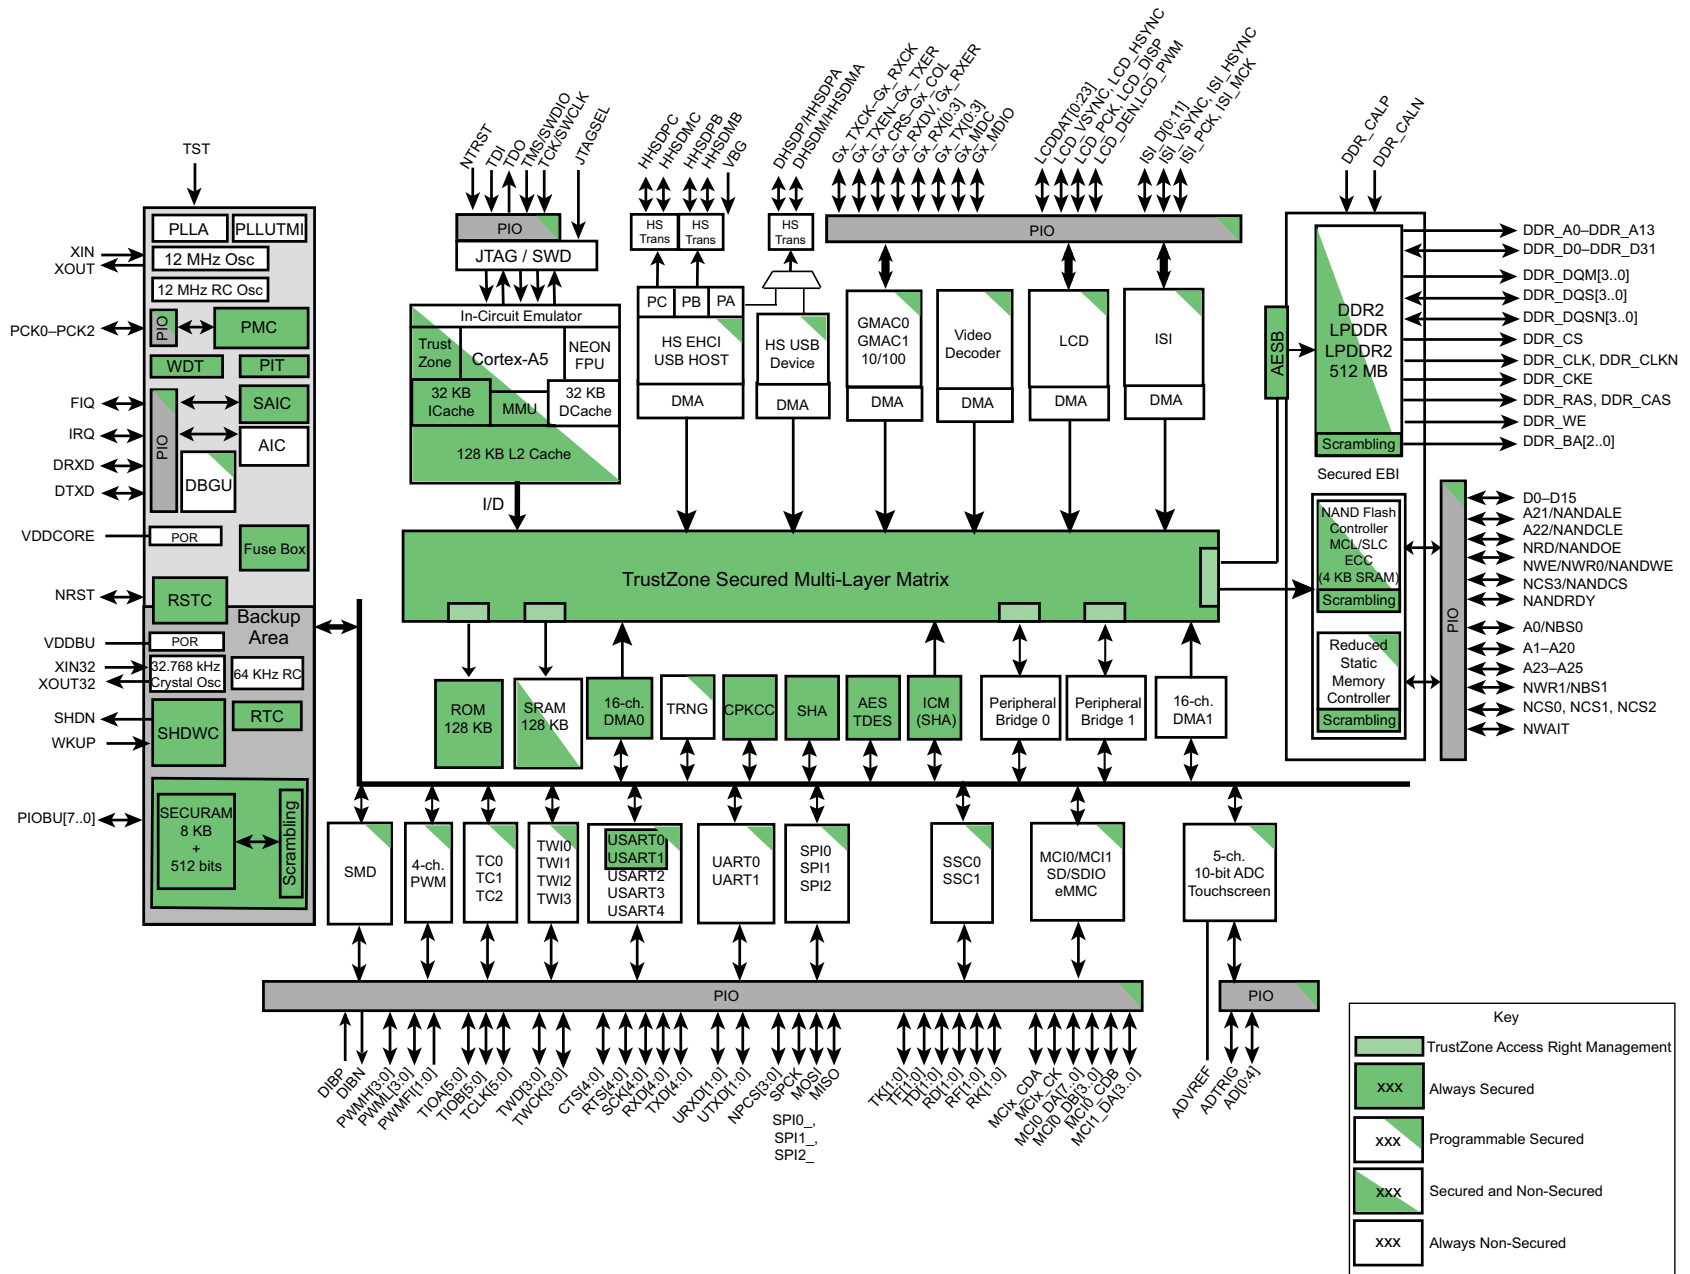 TST
PLLA
PLLUTMI
XIN
XOUT
12 MHz Osc
12 MHz RC Osc
PCK0–PCK2
PIO
PMC
WDT
PIT
FIQ
IRQ
DRXD
DTXD
PIO
SAIC
AIC
DBGU
VDDCORE
POR
Fuse Box
NRST
RSTC
Backup
Area
VDDBU
POR
XIN32
XOUT32
32.768 kHz
Crystal Osc
64 KHz RC
SHDN
WKUP
SHDWC
RTC
PIOBU[7..0]
SECURAM
8 KB
+
512 bits
Scrambling
NTRST
TDI
TDO
TMS/SWDIO
TCK/SWCLK
JTAGSEL
PIO
JTAG / SWD
In-Circuit Emulator
Trust
Zone
Cortex-A5
NEON
FPU
32 KB
ICache
MMU
32 KB
DCache
128 KB L2 Cache
I/D
HHSDPC
HHSDMC
HHSDPB
HHSDMB
VBG
HS
Trans
HS
Trans
PC
PB
PA
HS EHCI
USB HOST
DMA
DHSDP/HHSDPA
DHSDM/HHSDMA
HS
Trans
HS USB
Device
DMA
Gx_TXCK–Gx_RXCK
Gx_TXEN–Gx_TXER
Gx_CRS–Gx_COL
Gx_RXDV, Gx_RXER
Gx_RX[0:3]
Gx_TX[0:3]
Gx_MDC
Gx_MDIO
LCDDAT[0:23]
LCD_VSYNC, LCD_HSYNC
LCD_PCK, LCD_DISP
LCD_DEN,LCD_PWM
ISI_D[0:11]
ISI_VSYNC, ISI_HSYNC
ISI_PCK, ISI_MCK
PIO
GMAC0
GMAC1
10/100
DMA
Video
Decoder
DMA
LCD
DMA
ISI
DMA
DDR_CALP
DDR_CALN
AESB
DDR2
LPDDR
LPDDR2
512 MB
Scrambling
Secured EBI
DDR_A0–DDR_A13
DDR_D0–DDR_D31
DDR_DQM[3..0]
DDR_DQS[3..0]
DDR_DQSN[3..0]
DDR_CS
DDR_CLK, DDR_CLKN
DDR_CKE
DDR_RAS, DDR_CAS
DDR_WE
DDR_BA[2..0]
NAND Flash
Controller
MCL/SLC
ECC
(4 KB SRAM)
Scrambling
Reduced
Static
Memory
Controller
Scrambling
PIO
D0–D15
A21/NANDALE
A22/NANDCLE
NRD/NANDOE
NWE/NWR0/NANDWE
NCS3/NANDCS
NANDRDY
A0/NBS0
A1–A20
A23–A25
NWR1/NBS1
NCS0, NCS1, NCS2
NWAIT
TrustZone Secured Multi-Layer Matrix
ROM
128 KB
SRAM
128 KB
16-ch.
DMA0
TRNG
CPKCC
SHA
AES
TDES
ICM
(SHA)
Peripheral
Bridge 0
Peripheral
Bridge 1
16-ch.
DMA1
SMD
4-ch.
PWM
TC0
TC1
TC2
TWI0
TWI1
TWI2
TWI3
USART0
USART1
USART2
USART3
USART4
UART0
UART1
SPI0
SPI1
SPI2
SSC0
SSC1
MCI0/MCI1
SD/SDIO
eMMC
5-ch.
10-bit ADC
Touchscreen
PIO
PIO
DIBP
DIBN
PWMH[3:0]
PWML[3:0]
PWMFI[1:0]
TIOA[5:0]
TIOB[5:0]
TCLK[5:0]
TWD[3:0]
TWCK[3:0]
CTS[4:0]
RTS[4:0]
SCK[4:0]
RXD[4:0]
TXD[4:0]
URXD[1:0]
UTXD[1:0]
NPCS[3:0]
SPCK
MOSI
MISO
SPI0_,
SPI1_,
SPI2_
TK[1:0]
TF[1:0]
TD[1:0]
RD[1:0]
RF[1:0]
RK[1:0]
MCIx_CDA
MCIx_CK
MCI0_DA[7..0]
MCI0_DB[3..0]
MCI0_CDB
MCI1_DA[3..0]
ADVREF
ADTRIG
AD[0:4]
Key
TrustZone Access Right Management
xxx
Always Secured
xxx
Programmable Secured
xxx
Secured and Non-Secured
xxx
Always Non-Secured